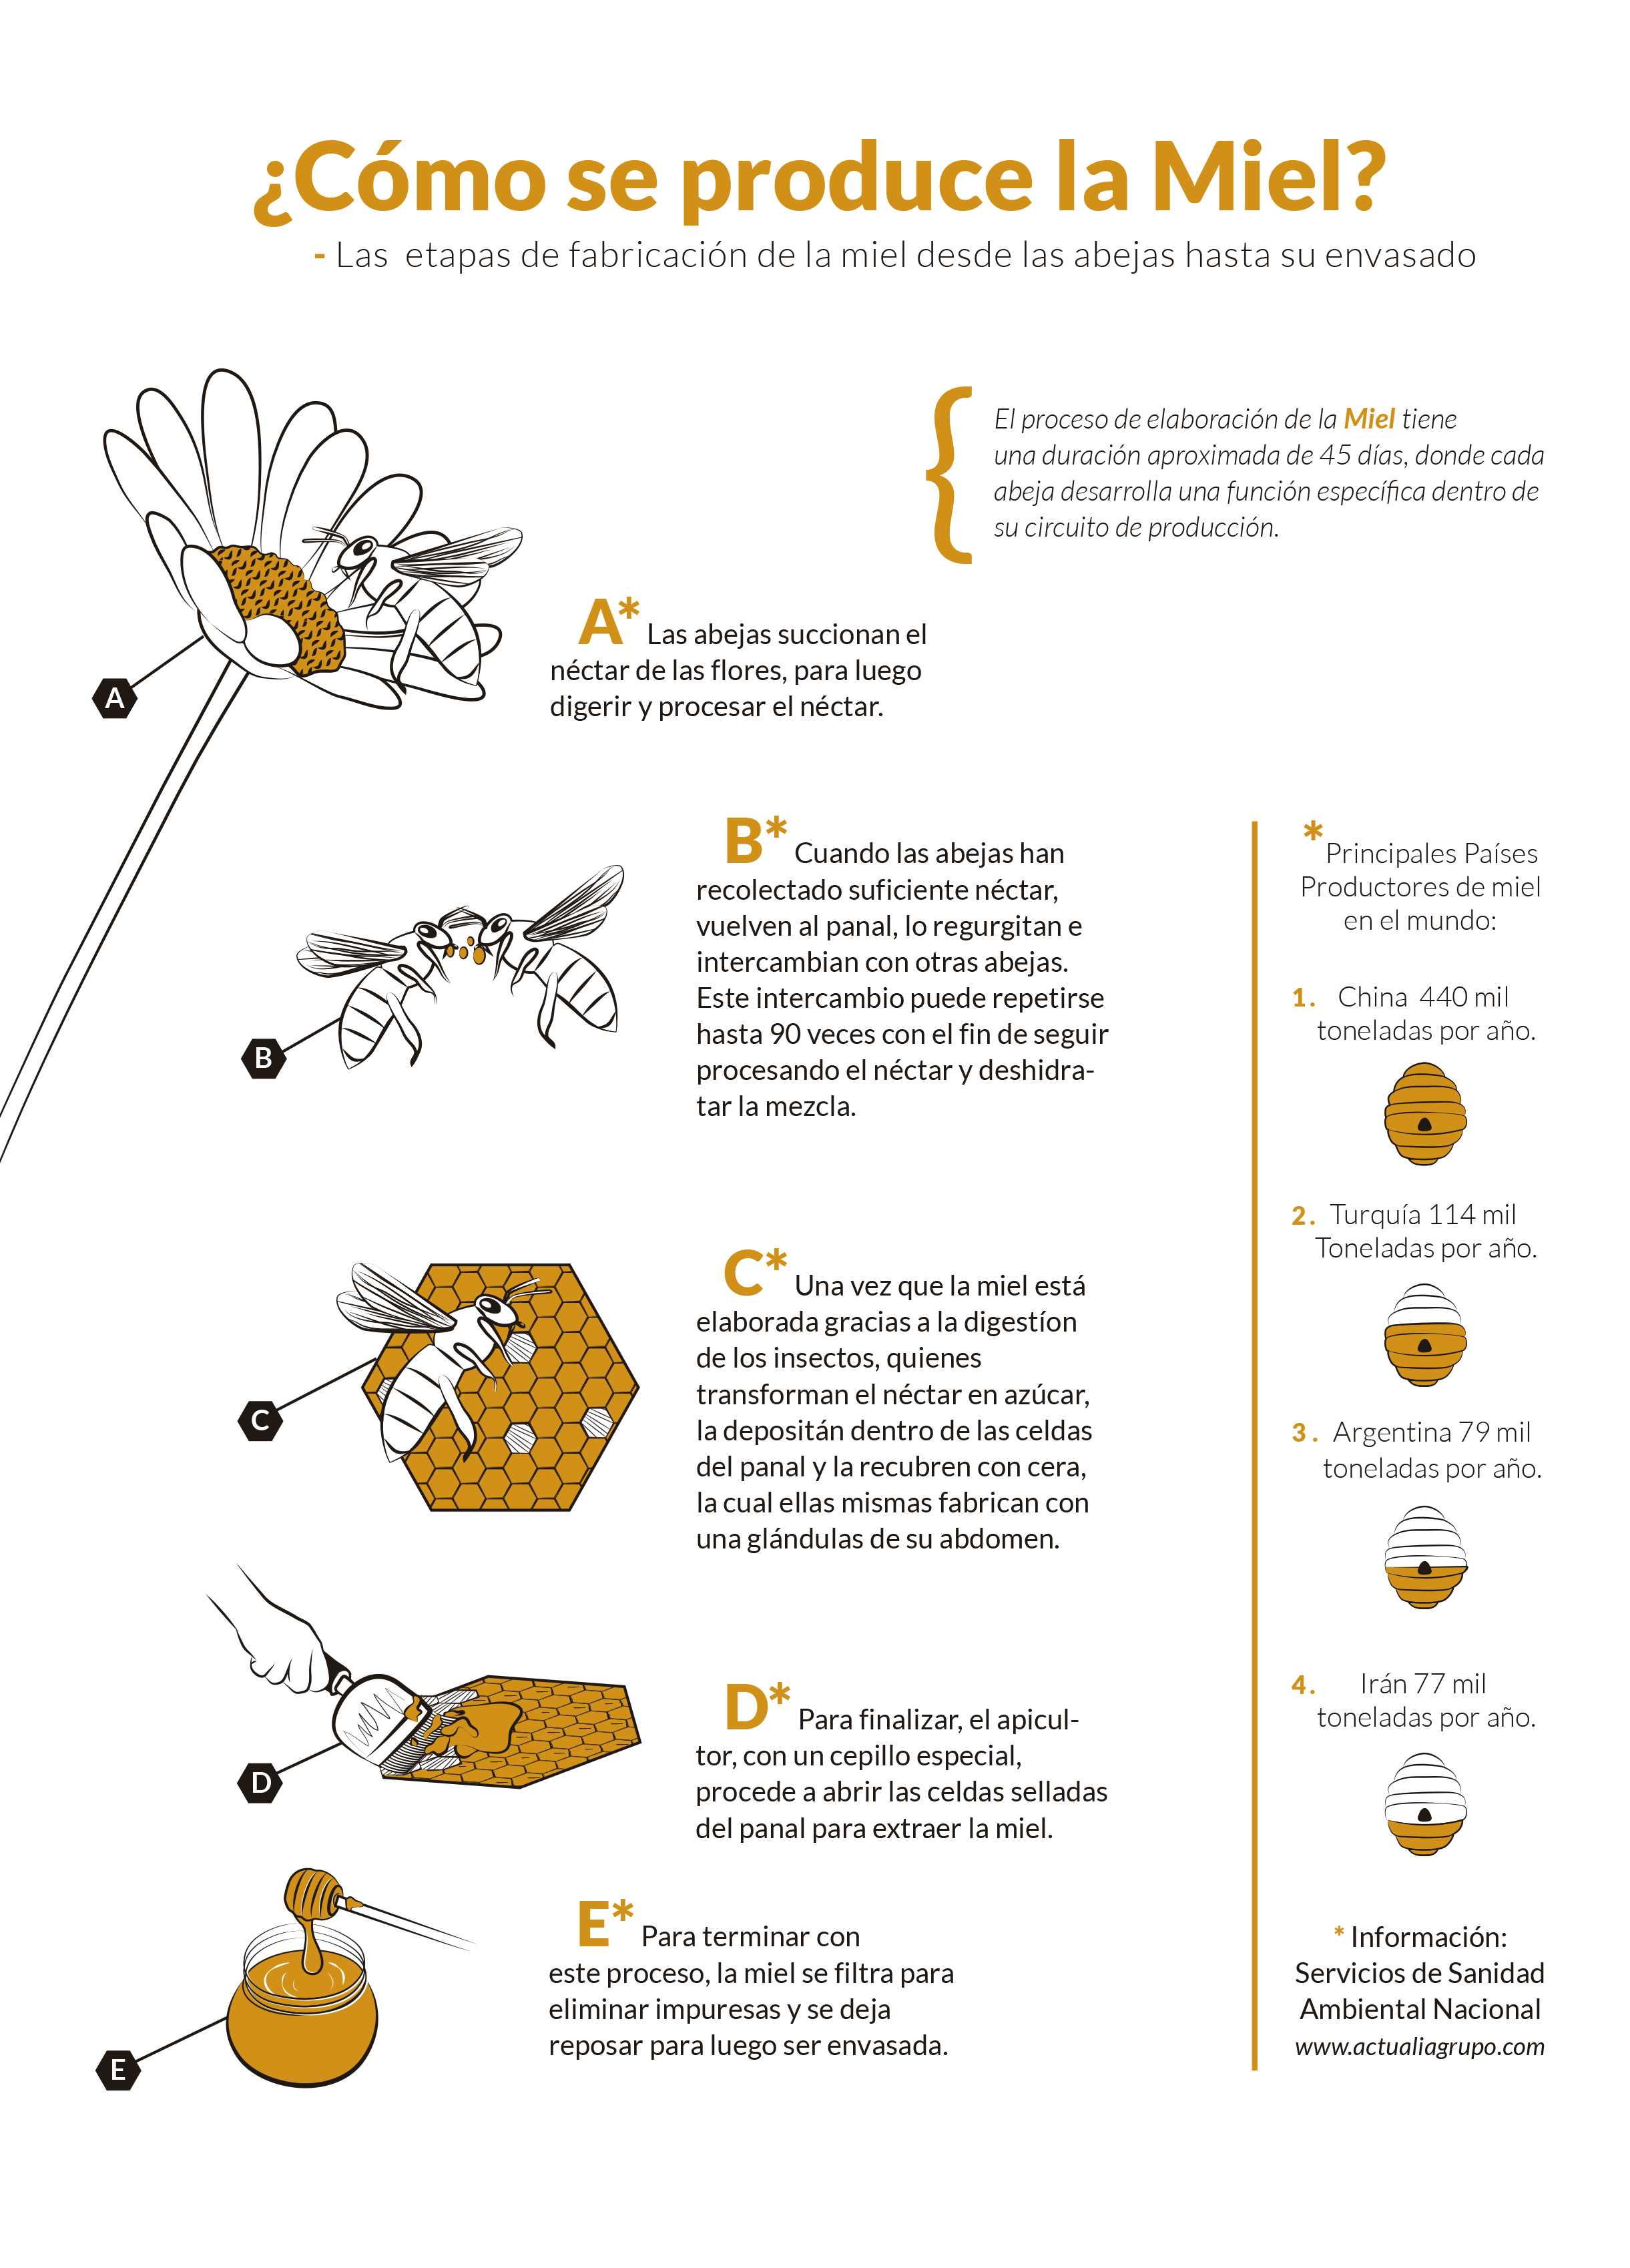 ¿Cómo se produce la Miel?
- Las etapas de fabricación de la miel desde las abejas hasta su envasado
El proceso de elaboración de la Miel tiene
una duración aproximada de 45 días, donde cada
abeja desarrolla una función específica dentro de
su circuito de producción.
A* Las abejas succionan el
néctar de las flores, para luego
digerir y procesar el néctar.
A
B* Cuando las abejas han
recolectado suficiente néctar,
vuelven al panal, lo regurgitan e
intercambian con otras abejas.
Este intercambio puede repetirse
hasta 90 veces con el fin de seguir
procesando el néctar y deshidra-
tar la mezcla.
B
C* Una vez que la miel está
elaborada gracias a la digestíon
de los insectos, quienes
transforman el néctar en azúcar,
la depositán dentro de las celdas
del panal y la recubren con cera,
la cual ellas mismas fabrican con
una glándulas de su abdomen.
C
D* Para finalizar, el apicul-
tor, con un cepillo especial,
procede a abrir las celdas selladas
del panal para extraer la miel.
D
E* Para terminar con
este proceso, la miel se filtra para
eliminar impuresas y se deja
reposar para luego ser envasada.
E
* Principales Países
Productores de miel
en el mundo:
1. China 440 mil
toneladas por año.
2. Turquía 114 mil
Toneladas por año.
3. Argentina 79 mil
toneladas por año.
4. Irán 77 mil
toneladas por año.
* Información:
Servicios de Sanidad
Ambiental Nacional
www.actualiagrupo.com